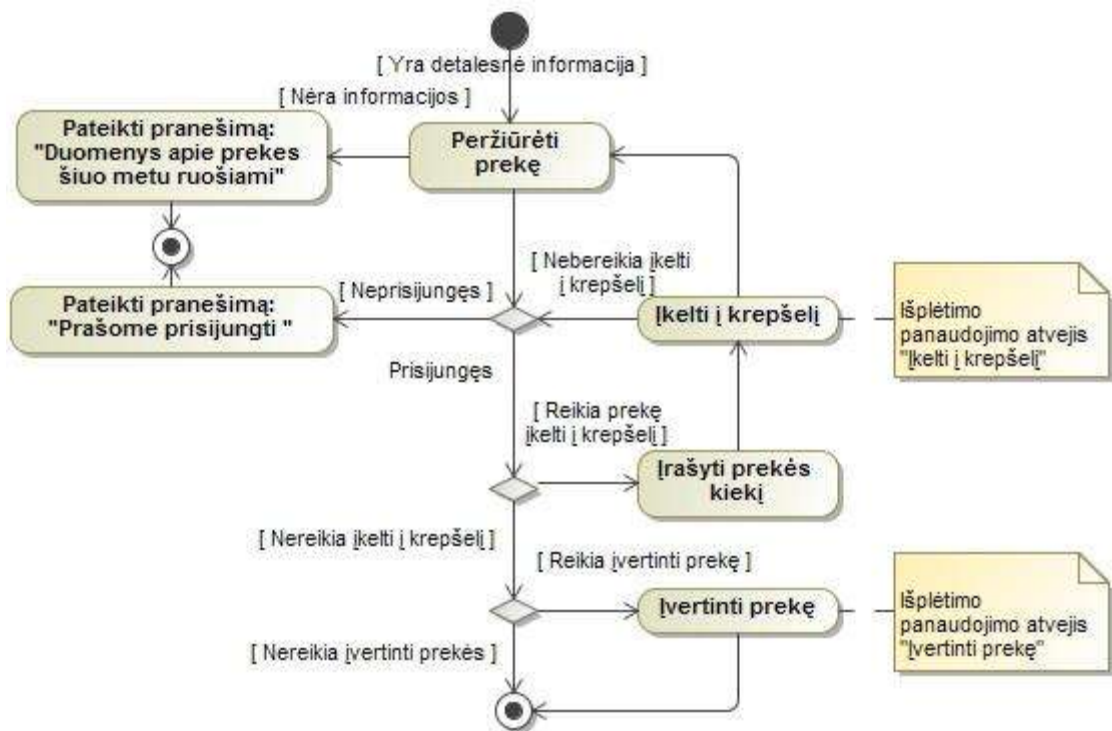 [ Yra detalesnė informacija ]
[ Nėra informacijos ]
Pateikti pranešimą:
"Duomenys apie prekes
šiuo metu ruošiami"
Peržiūrėti
prekę
[ Nebereikia įkelti
į krepšelį ]
[ Neprisijungęs ]
Pateikti pranešimą:
"Prašome prisijungti "
Įkelti į krepšelį
Išplėtimo
panaudojimo atvejis
"Įkelti į krepšelį"
Prisijungęs
[ Reikia prekę
įkelti į krepšelį ]
Įrašyti prekės
kiekį
[ Nereikia įkelti į krepšelį ]
[ Reikia įvertinti prekę ]
Įvertinti prekę
Išplėtimo
panaudojimo atvejis
"Įvertinti prekę"
[ Nereikia įvertinti prekės ]